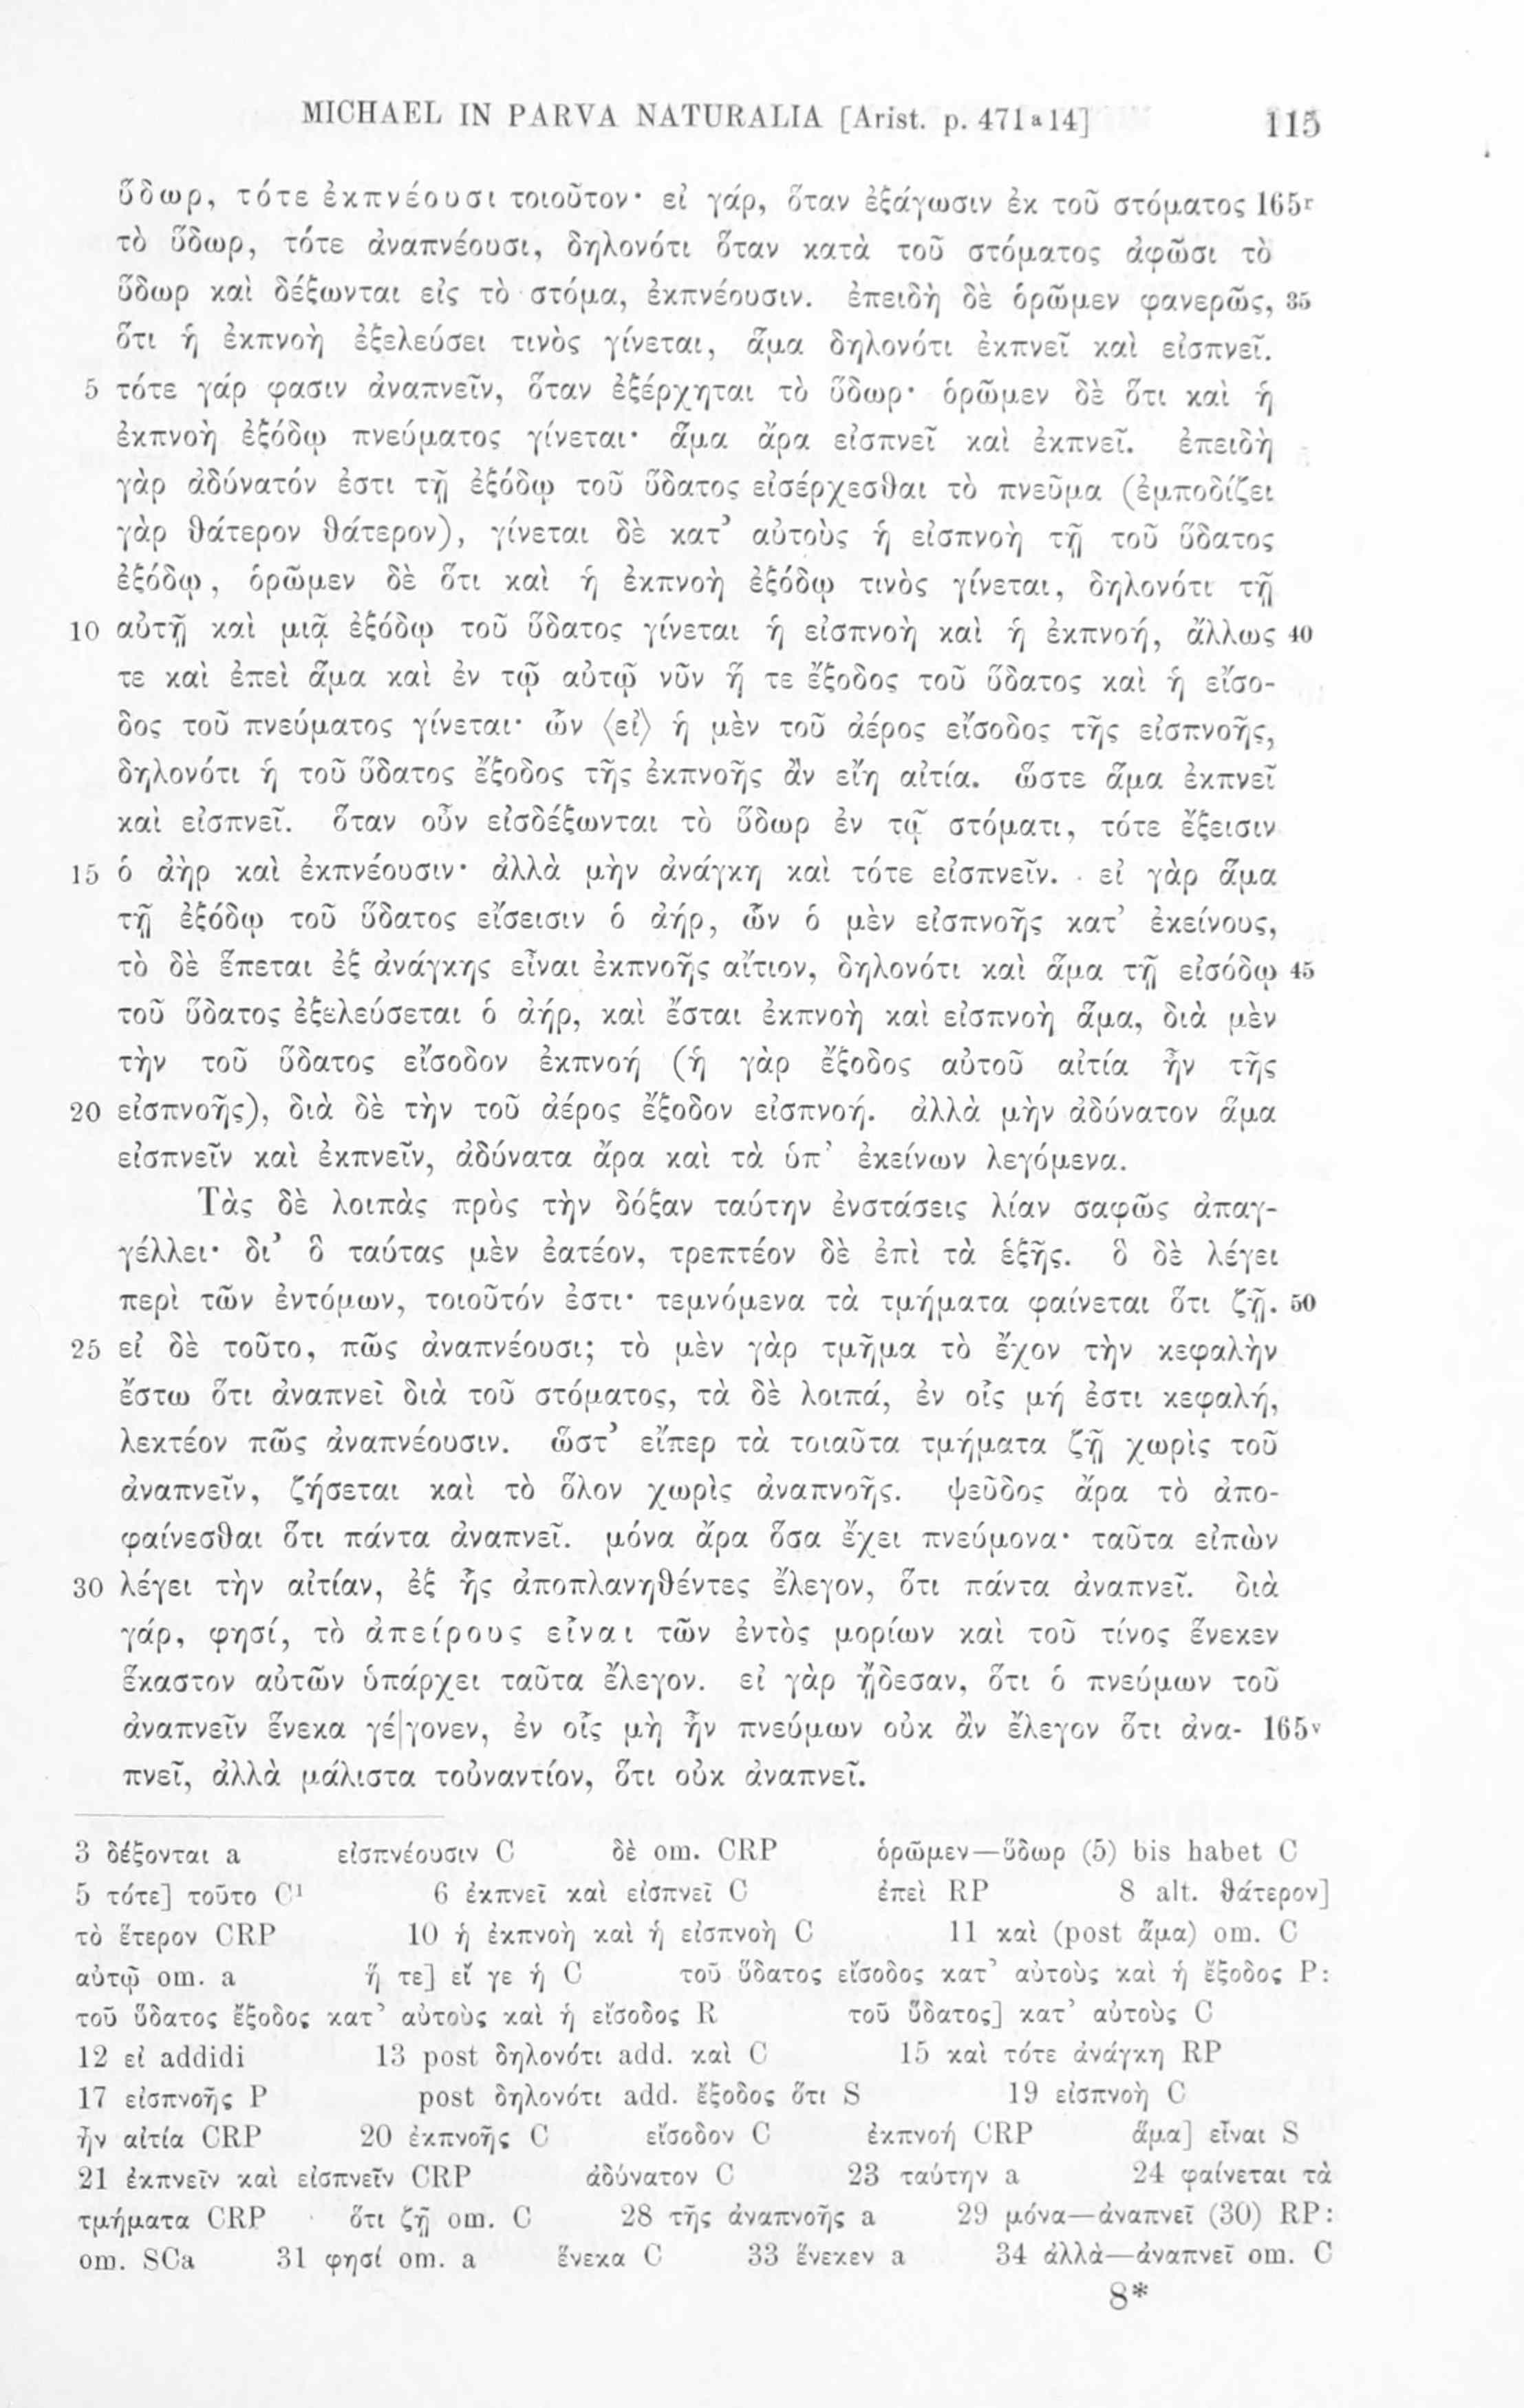 MICHAEL IN PARVA NATURALIA [Arist. p. 471ª14] 115
ὕδωρ, τότε ἐκπνέουσι τοιοῦτον· εἰ γάρ, ὅταν ἐξάγωσιν ἐκ τοῦ στόματος 165ʳ
τὸ ὕδωρ, τότε ἀναπνέουσι, δηλονότι ὅταν κατὰ τοῦ στόματος ἀφῶσι τὸ
ὕδωρ καὶ δέξωνται εἰς τὸ στόμα, ἐκπνέουσιν. ἐπειδὴ δὲ ὁρῶμεν φανερῶς, 35
ὅτι ἡ ἐκπνοὴ ἐξελεύσει τινὸς γίνεται, ἅμα δηλονότι ἐκπνεῖ καὶ εἰσπνεῖ.
5 τότε γάρ φασιν ἀναπνεῖν, ὅταν ἐξέρχηται τὸ ὕδωρ· ὁρῶμεν δὲ ὅτι καὶ ἡ
ἐκπνοὴ ἐξόδῳ πνεύματος γίνεται· ἅμα ἄρα εἰσπνεῖ καὶ ἐκπνεῖ. ἐπειδὴ
γὰρ ἀδύνατόν ἐστι τῇ ἐξόδῳ τοῦ ὕδατος εἰσέρχεσθαι τὸ πνεῦμα (ἐμποδίζει
γὰρ θάτερον θάτερον), γίνεται δὲ κατ’ αὐτοὺς ἡ εἰσπνοὴ τῇ τοῦ ὕδατος
ἐξόδῳ, ὁρῶμεν δὲ ὅτι καὶ ἡ ἐκπνοὴ ἐξόδῳ τινὸς γίνεται, δηλονότι τῇ
10 αὐτῇ καὶ μιᾷ ἐξόδῳ τοῦ ὕδατος γίνεται ἡ εἰσπνοὴ καὶ ἡ ἐκπνοή, ἄλλως 40
τε καὶ ἐπεὶ ἅμα καὶ ἐν τῷ αὐτῷ νῦν ἥ τε ἔξοδος τοῦ ὕδατος καὶ ἡ εἴσο-
δος τοῦ πνεύματος γίνεται· ὧν ⟨εἰ⟩ ἡ μὲν τοῦ ἀέρος εἴσοδος τῆς εἰσπνοῆς,
δηλονότι ἡ τοῦ ὕδατος ἔξοδος τῆς ἐκπνοῆς ἂν εἴη αἰτία. ὥστε ἅμα ἐκπνεῖ
καὶ εἰσπνεῖ. ὅταν οὖν εἰσδέξωνται τὸ ὕδωρ ἐν τῷ στόματι, τότε ἔξεισιν
15 ὁ ἀὴρ καὶ ἐκπνέουσιν· ἀλλὰ μὴν ἀνάγκη καὶ τότε εἰσπνεῖν. εἰ γὰρ ἅμα
τῇ ἐξόδῳ τοῦ ὕδατος εἴσεισιν ὁ ἀήρ, ὧν ὁ μὲν εἰσπνοῆς κατ’ ἐκείνους,
τὸ δὲ ἕπεται ἐξ ἀνάγκης εἶναι ἐκπνοῆς αἴτιον, δηλονότι καὶ ἅμα τῇ εἰσόδῳ 45
τοῦ ὕδατος ἐξελεύσεται ὁ ἀήρ, καὶ ἔσται ἐκπνοὴ καὶ εἰσπνοὴ ἅμα, διὰ μὲν
τὴν τοῦ ὕδατος εἴσοδον ἐκπνοή (ἡ γὰρ ἔξοδος αὐτοῦ αἰτία ἦν τῆς
20 εἰσπνοῆς), διὰ δὲ τὴν τοῦ ἀέρος ἔξοδον εἰσπνοή. ἀλλὰ μὴν ἀδύνατον ἅμα
εἰσπνεῖν καὶ ἐκπνεῖν, ἀδύνατα ἄρα καὶ τὰ ὑπ’ ἐκείνων λεγόμενα.
Τὰς δὲ λοιπὰς πρὸς τὴν δόξαν ταύτην ἐνστάσεις λίαν σαφῶς ἀπαγ-
γέλλει· δι’ ὃ ταύτας μὲν ἐατέον, τρεπτέον δὲ ἐπὶ τὰ ἑξῆς. ὃ δὲ λέγει
περὶ τῶν ἐντόμων, τοιοῦτόν ἐστι· τεμνόμενα τὰ τμήματα φαίνεται ὅτι ζῇ. 50
25 εἰ δὲ τοῦτο, πῶς ἀναπνέουσι; τὸ μὲν γὰρ τμῆμα τὸ ἔχον τὴν κεφαλὴν
ἔστω ὅτι ἀναπνεῖ διὰ τοῦ στόματος, τὰ δὲ λοιπά, ἐν οἷς μή ἐστι κεφαλή,
λεκτέον πῶς ἀναπνέουσιν. ὥστ’ εἴπερ τὰ τοιαῦτα τμήματα ζῇ χωρὶς τοῦ
ἀναπνεῖν, ζήσεται καὶ τὸ ὅλον χωρὶς ἀναπνοῆς. ψεῦδος ἄρα τὸ ἀπο-
φαίνεσθαι ὅτι πάντα ἀναπνεῖ. μόνα ἄρα ὅσα ἔχει πνεύμονα· ταῦτα εἰπὼν
30 λέγει τὴν αἰτίαν, ἐξ ἧς ἀποπλανηθέντες ἔλεγον, ὅτι πάντα ἀναπνεῖ. διὰ
γάρ, φησί, τὸ ἀπείρους εἶναι τῶν ἐντὸς μορίων καὶ τοῦ τίνος ἕνεκεν
ἕκαστον αὐτῶν ὑπάρχει ταῦτα ἔλεγον. εἰ γὰρ ᾔδεσαν, ὅτι ὁ πνεύμων τοῦ
ἀναπνεῖν ἕνεκα γέ|γονεν, ἐν οἷς μὴ ἦν πνεύμων οὐκ ἂν ἔλεγον ὅτι ἀνα- 165ᵛ
πνεῖ, ἀλλὰ μάλιστα τοὐναντίον, ὅτι οὐκ ἀναπνεῖ.
3 δέξονται a εἰσπνέουσιν C δὲ om. CRP ὁρῶμεν—ὕδωρ (5) bis habet C
5 τότε] τοῦτο C¹ 6 ἐκπνεῖ καὶ εἰσπνεῖ C ἐπεὶ RP 8 alt. θάτερον]
τὸ ἕτερον CRP 10 ἡ ἐκπνοὴ καὶ ἡ εἰσπνοὴ C 11 καὶ (post ἅμα) om. C
αὐτῷ om. a ἥ τε] εἴ γε ἡ C τοῦ ὕδατος εἴσοδος κατ’ αὐτοὺς καὶ ἡ ἔξοδος P:
τοῦ ὕδατος ἔξοδος κατ’ αὐτοὺς καὶ ἡ εἴσοδος R τοῦ ὕδατος] κατ’ αὐτοὺς C
12 εἰ addidi 13 post δηλονότι add. καὶ C 15 καὶ τότε ἀνάγκη RP
17 εἰσπνοῆς P post δηλονότι add. ἔξοδος ὅτι S 19 εἰσπνοὴ C
ἦν αἰτία CRP 20 ἐκπνοῆς C εἴσοδον C ἐκπνοή CRP ἅμα] εἶναι S
21 ἐκπνεῖν καὶ εἰσπνεῖν CRP ἀδύνατον C 23 ταύτην a 24 φαίνεται τὰ
τμήματα CRP ὅτι ζῇ om. C 28 τῆς ἀναπνοῆς a 29 μόνα—ἀναπνεῖ (30) RP:
om. SCa 31 φησί om. a ἕνεκα C 33 ἕνεκεν a 34 ἀλλὰ—ἀναπνεῖ om. C
8*